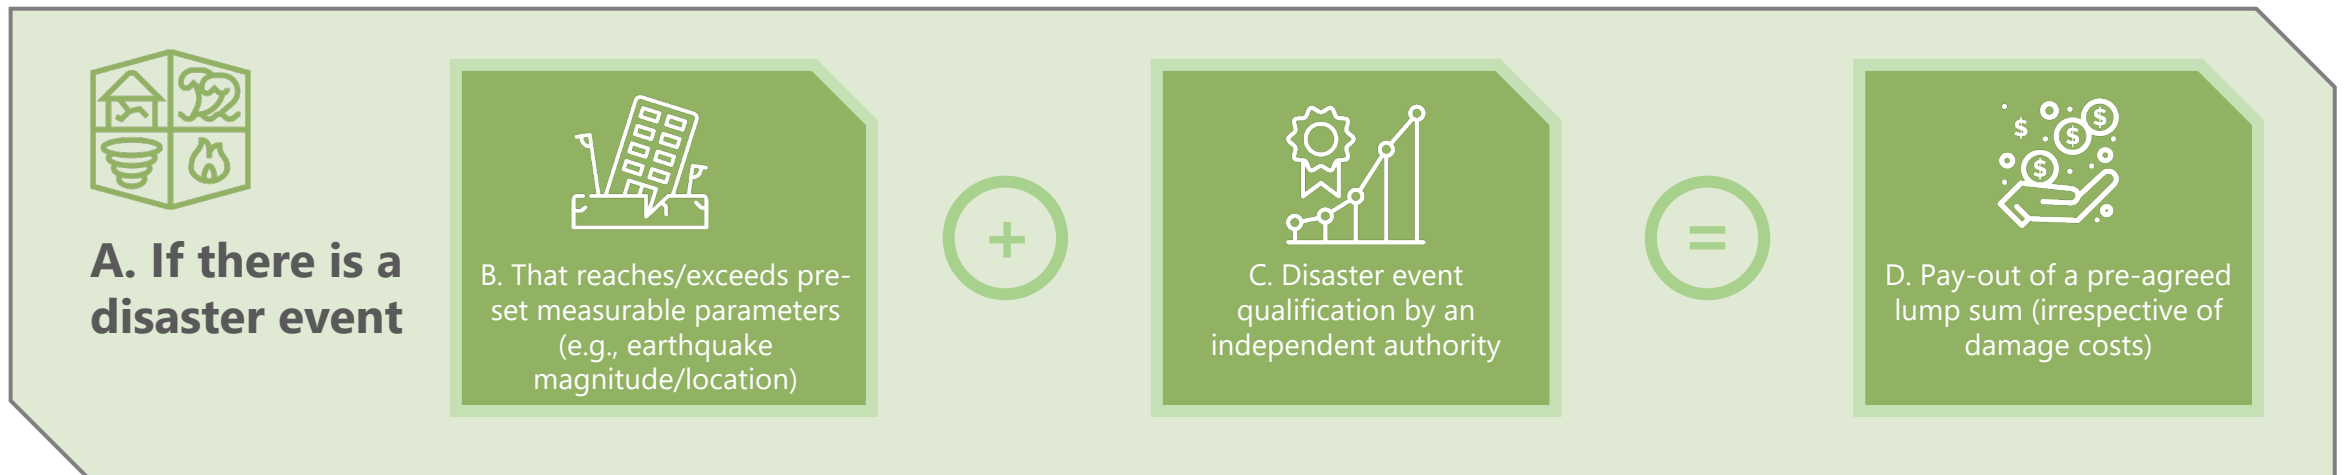 A. If there is a
disaster event
B. That reaches/exceeds pre-
set measurable parameters
(e.g., earthquake
magnitude/location)
+
C. Disaster event
qualification by an
independent authority
=
$
$
$
$
D. Pay-out of a pre-agreed
lump sum (irrespective of
damage costs)